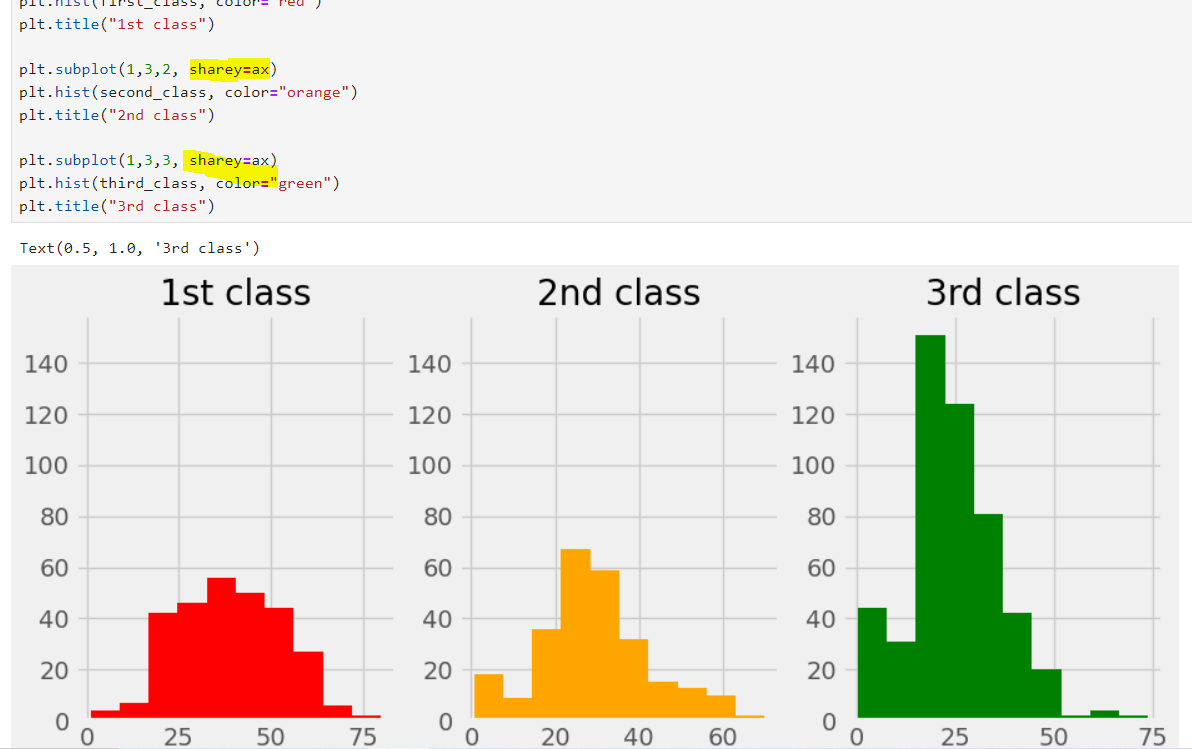 plt.hist(first_class, color="red")
plt.title("1st class")
plt.subplot(1,3,2, sharey=ax)
plt.hist(second_class, color="orange")
plt.title("2nd class")
plt.subplot(1,3,3, sharey=ax)
plt.hist(third_class, color="green")
plt.title("3rd class")
Text(0.5, 1.0, '3rd class')
1st class 2nd class 3rd class
140 140 140
120 120 120
100 100 100
80 80 80
60 60 60
40 40 40
20 20 20
0 0 0
0 25 50 75 0 20 40 60 0 25 50 75